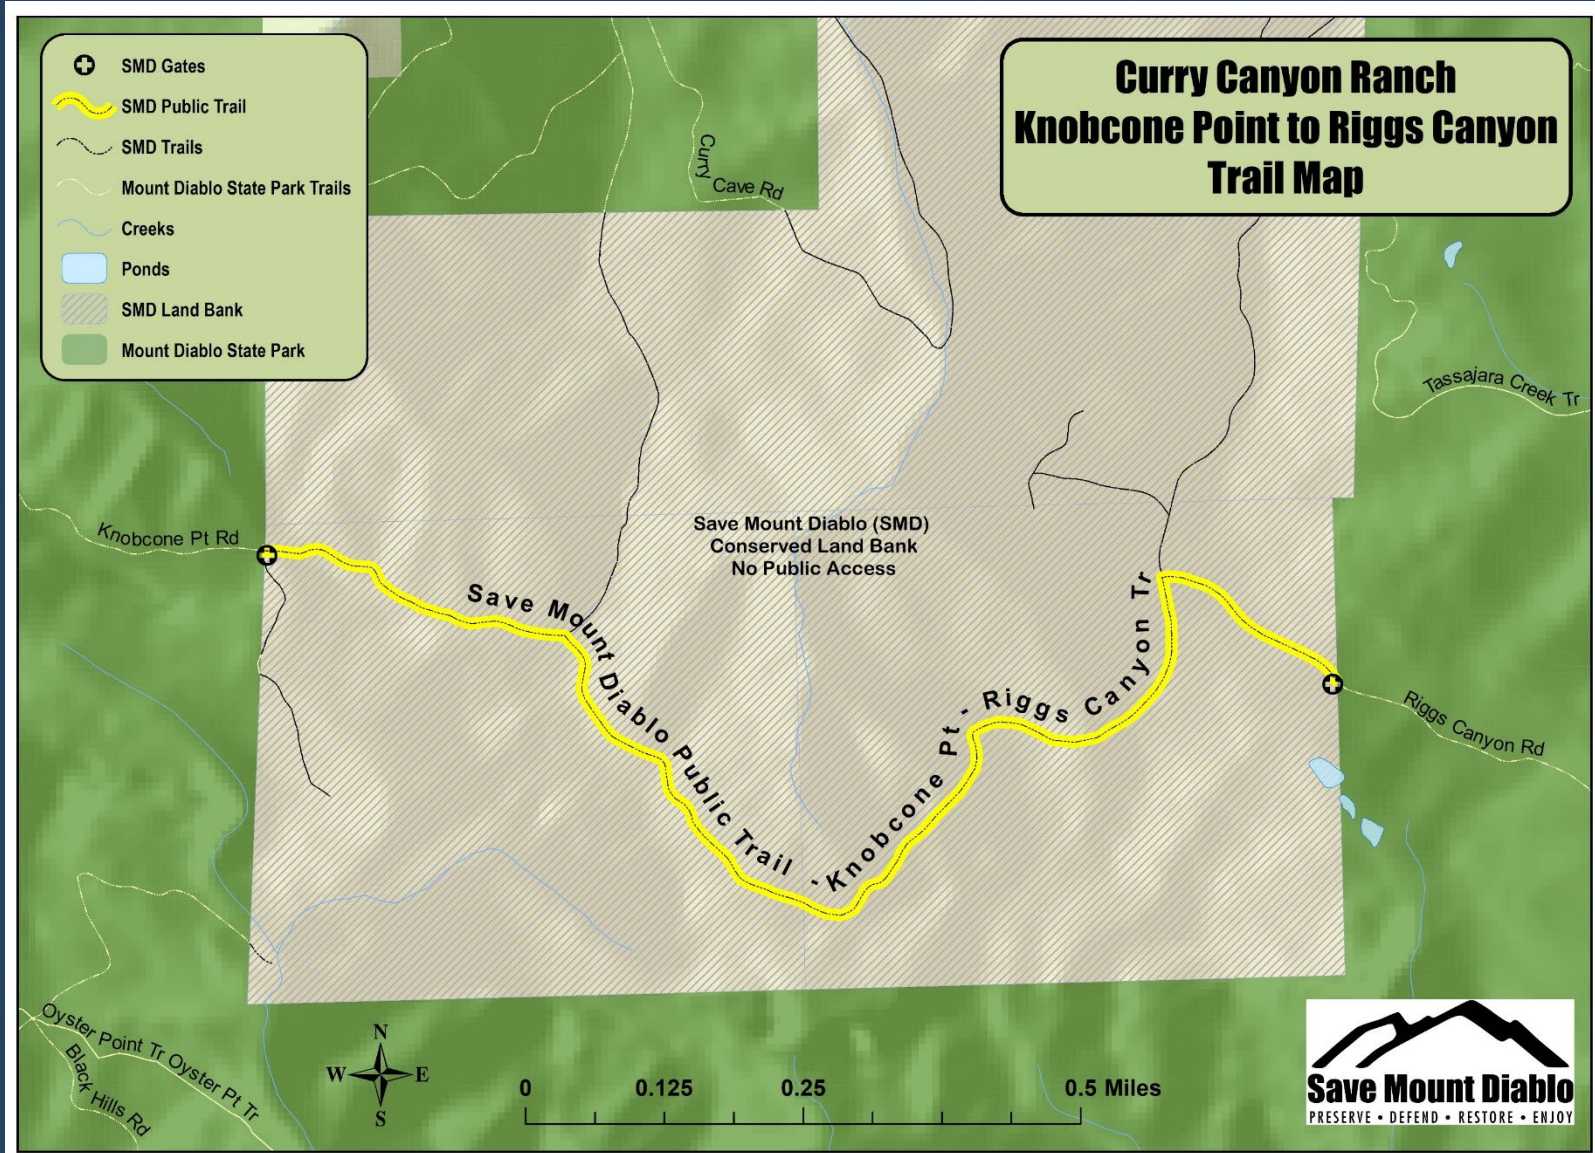 SMD Gates
SMD Public Trail
SMD Trails
Mount Diablo State Park Trails
Creeks
Ponds
SMD Land Bank
Mount Diablo State Park
Curry Canyon Ranch
Knobcone Point to Riggs Canyon
Trail Map
Curry Cave Rd
Tassajara Creek Tr
Knobcone Pt Rd
Save Mount Diablo (SMD)
Conserved Land Bank
No Public Access
Save Mount Diablo Public Trail - Knobcone Pt - Riggs Canyon Tr
Riggs Canyon Rd
Oyster Point Tr Oyster Pt Tr
Black Hills Rd
N
W E
S
0 0.125 0.25 0.5 Miles
Save Mount Diablo
PRESERVE • DEFEND • RESTORE • ENJOY